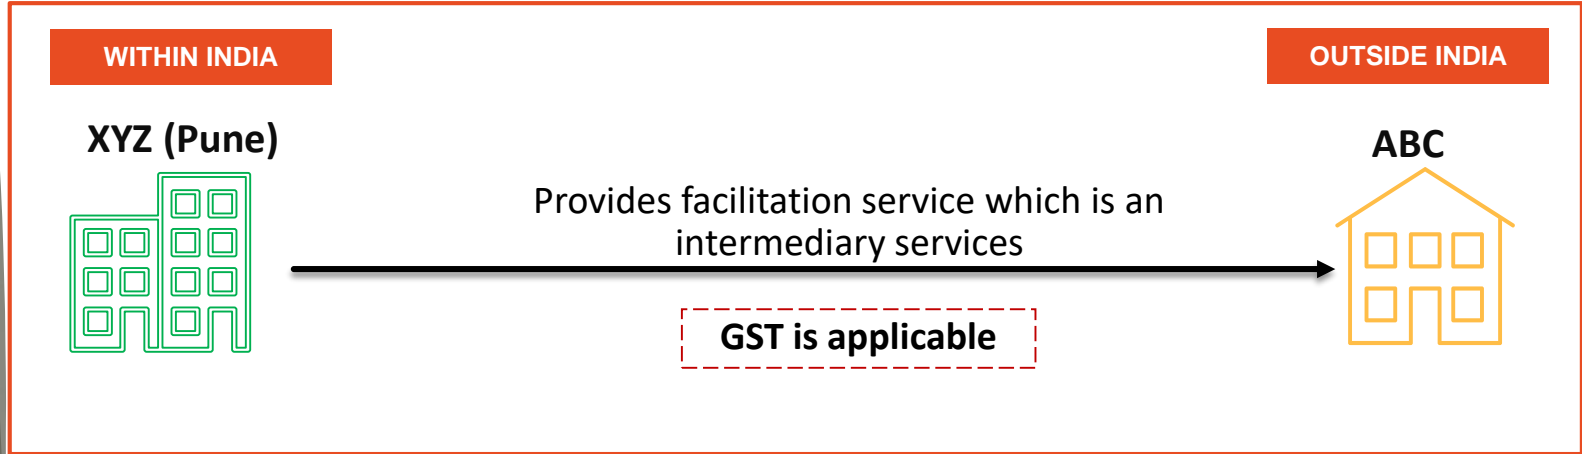 WITHIN INDIA
OUTSIDE INDIA
XYZ (Pune)
ABC
Provides facilitation service which is an
intermediary services
GST is applicable